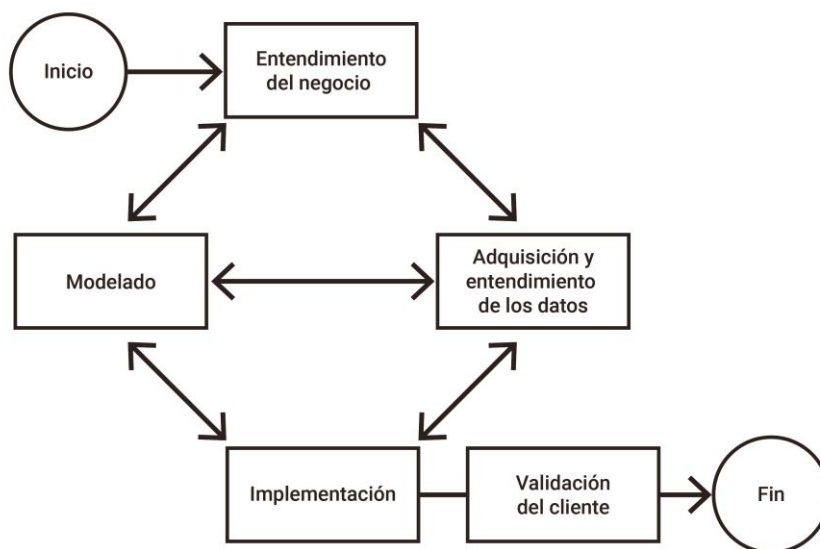 Inicio
Entendimiento
del negocio
Modelado
Adquisición y
entendimiento
de los datos
Implementación
Validación
del cliente
Fin